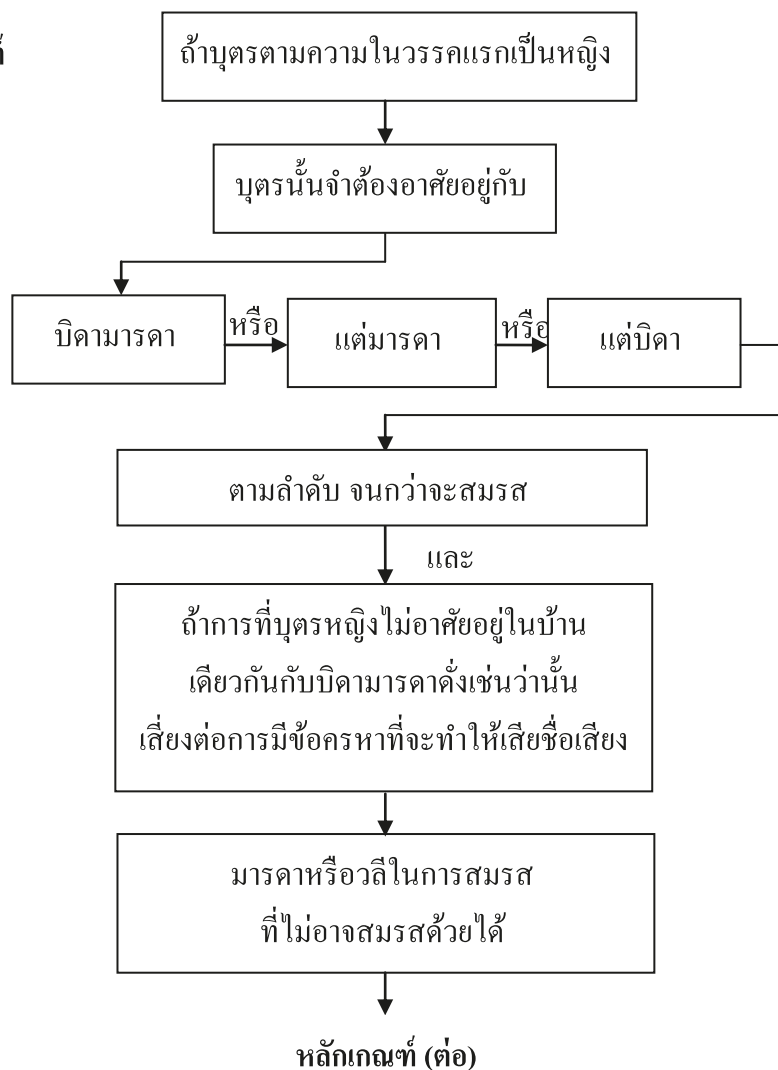 ถ้าบุตรตามความในวรรคแรกเป็นหญิง
บุตรนั้นจำต้องอาศัยอยู่กับ
บิดามารดา
หรือ
แต่มารดา
หรือ
แต่บิดา
ตามลำดับ จนกว่าจะสมรส
และ
ถ้าการที่บุตรหญิงไม่อาศัยอยู่ในบ้าน
เดียวกันกับบิดามารดาดั่งเช่นว่านั้น
เสี่ยงต่อการมีข้อครหาที่จะทำให้เสียชื่อเสียง
มารดาหรือวลีในการสมรส
ที่ไม่อาจสมรสด้วยได้
หลักเกณฑ์ (ต่อ)